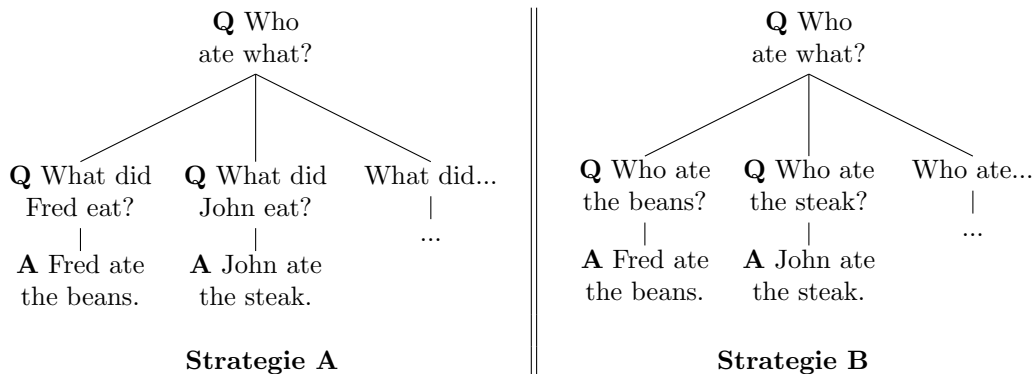 Q Who
ate what?
Q What did
Fred eat?
Q What did
John eat?
What did...
...
A Fred ate
the beans.
A John ate
the steak.
Strategie A
Q Who
ate what?
Q Who ate
the beans?
Q Who ate
the steak?
Who ate...
...
A Fred ate
the beans.
A John ate
the steak.
Strategie B